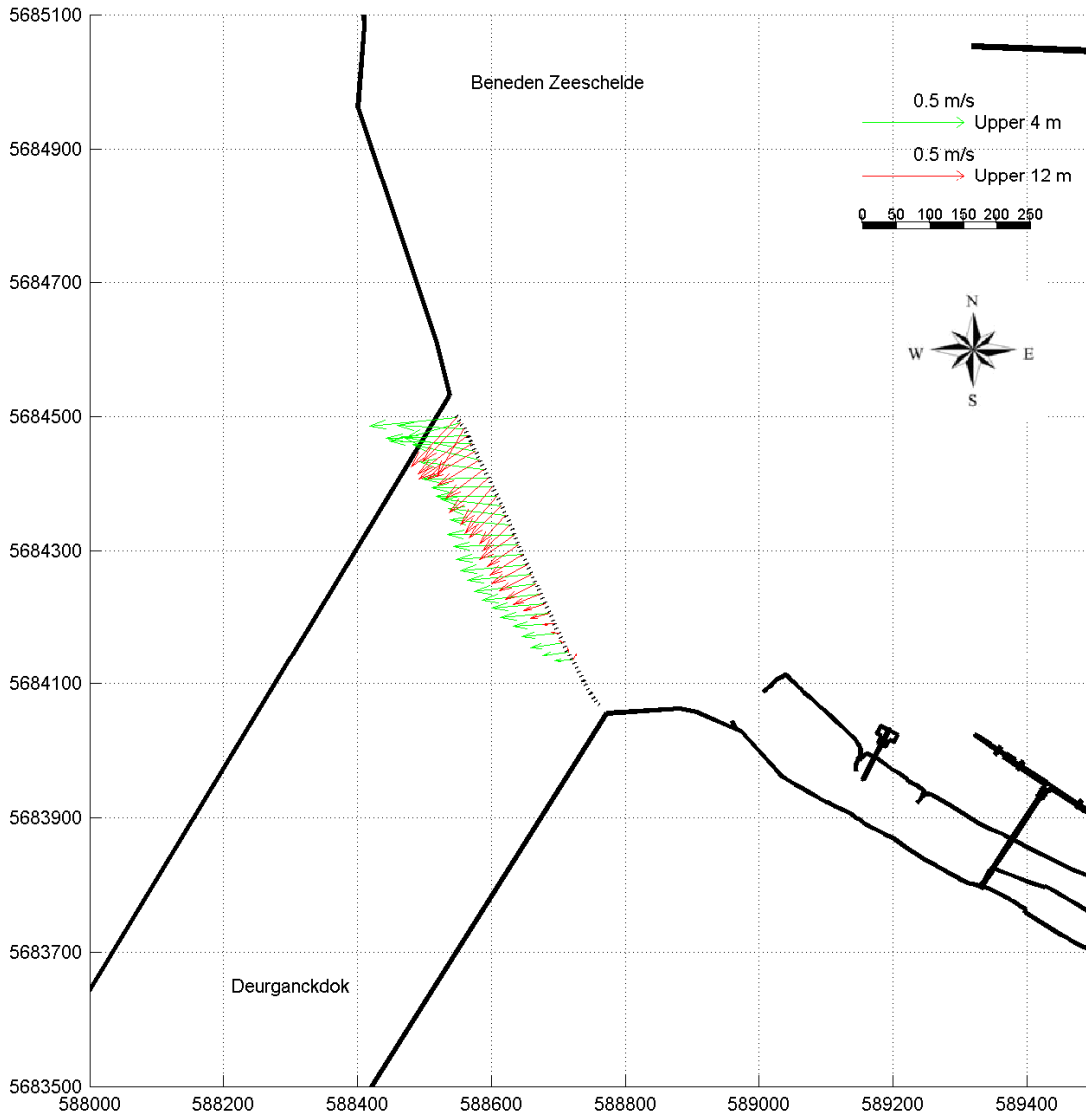 5685100
Beneden Zeeschelde
0.5 m/s
Upper 4 m
5684900
0.5 m/s
Upper 12 m
0 50 100 150 200 250
5684700
N
W E
S
5684500
5684300
5684100
5683900
5683700
Deurganckdok
5683500
588000 588200 588400 588600 588800 589000 589200 589400